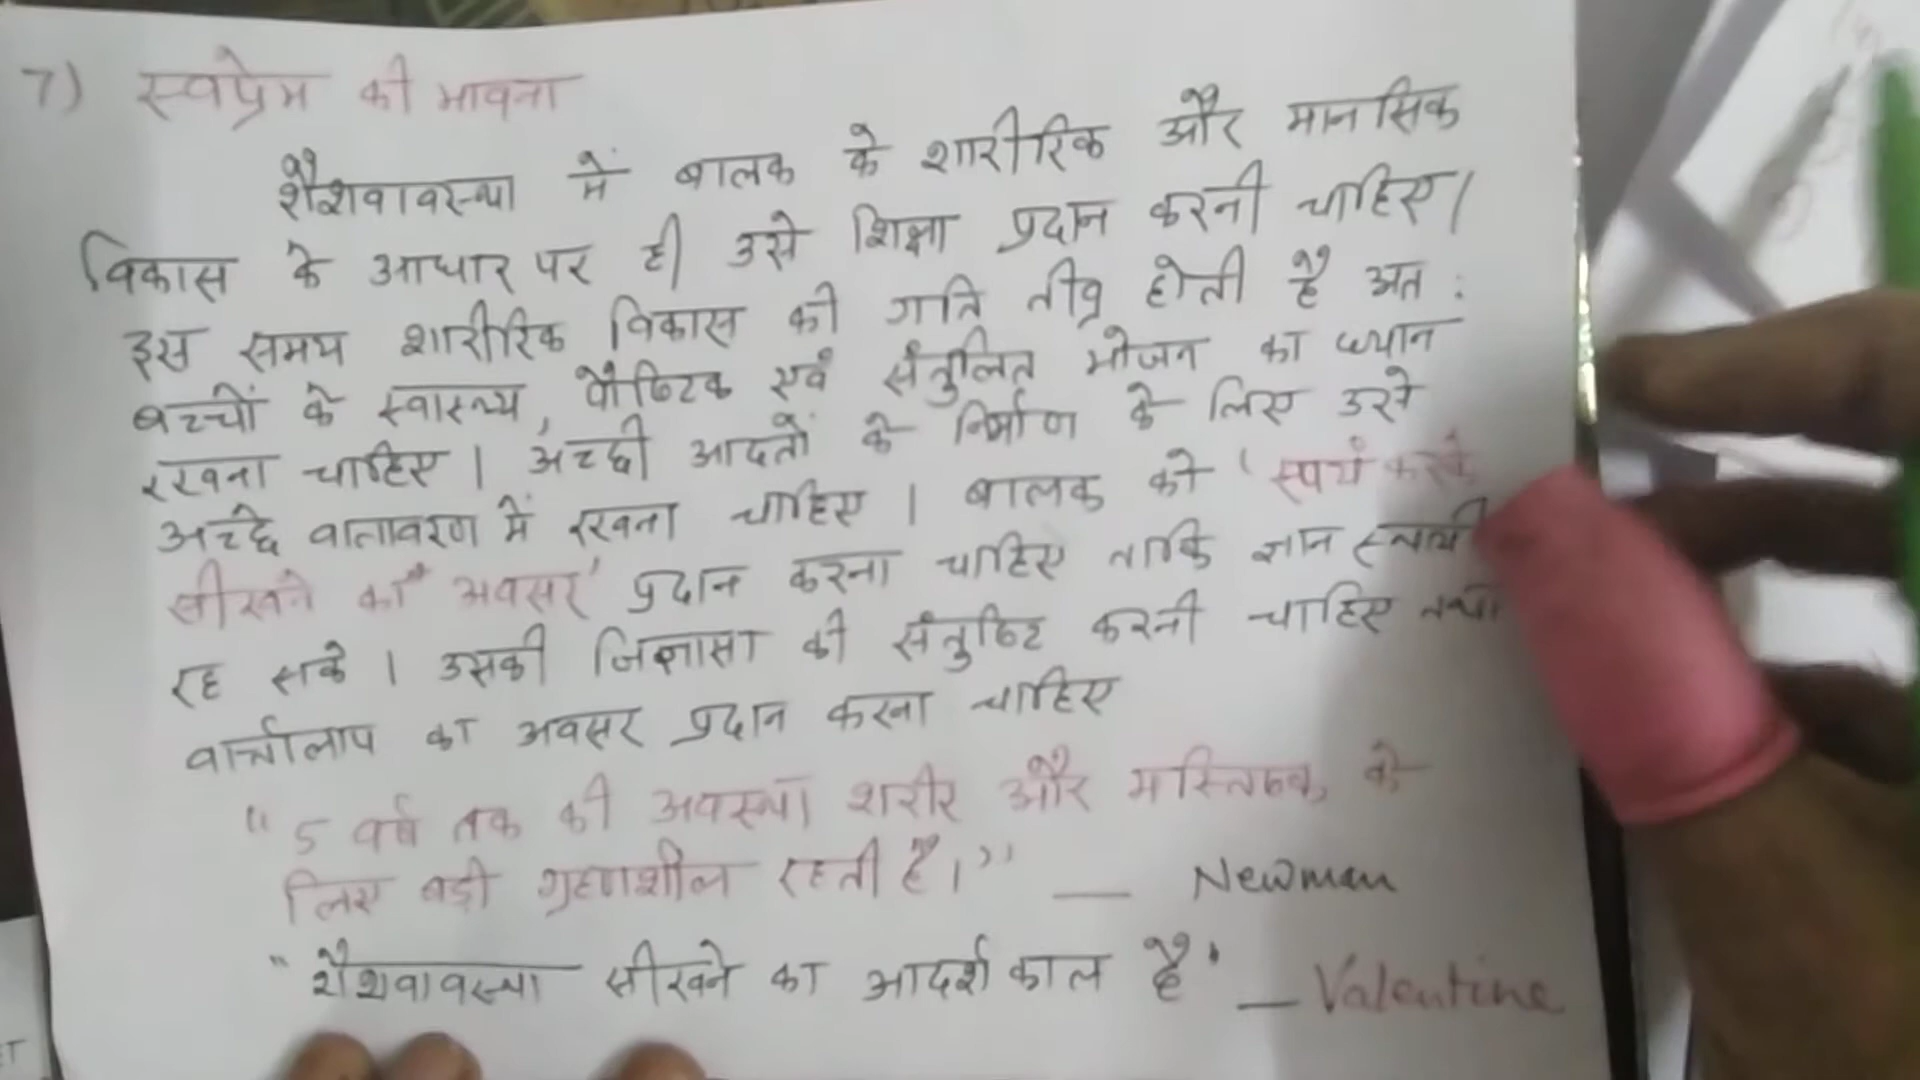 7) स्वप्रेम की भावना
शैशवावस्था में बालक के शारीरिक और मानसिक
विकास के आधार पर ही उसे शिक्षा प्रदान करनी चाहिए।
इस समय शारीरिक विकास की गति तीव्र होती है अत:
बच्चों के स्वास्थ्य, पौष्टिक एवं संतुलित भोजन का ध्यान
रखना चाहिए। अच्छी आदतों के निर्माण के लिए उसे
अच्छे वातावरण में रखना चाहिए। बालक को 'स्वयं करके
सीखने का अवसर' प्रदान करना चाहिए ताकि ज्ञान स्थायी
रह सके। उसकी जिज्ञासा की संतुष्टि करनी चाहिए तथा
वार्त्तालाप का अवसर प्रदान करना चाहिए
"5 वर्ष तक की अवस्था शरीर और मस्तिष्क के
लिए बड़ी ग्रहणशील रहती है।" — Newman
"शैशवावस्था सीखने का आदर्श काल है' — Valentine